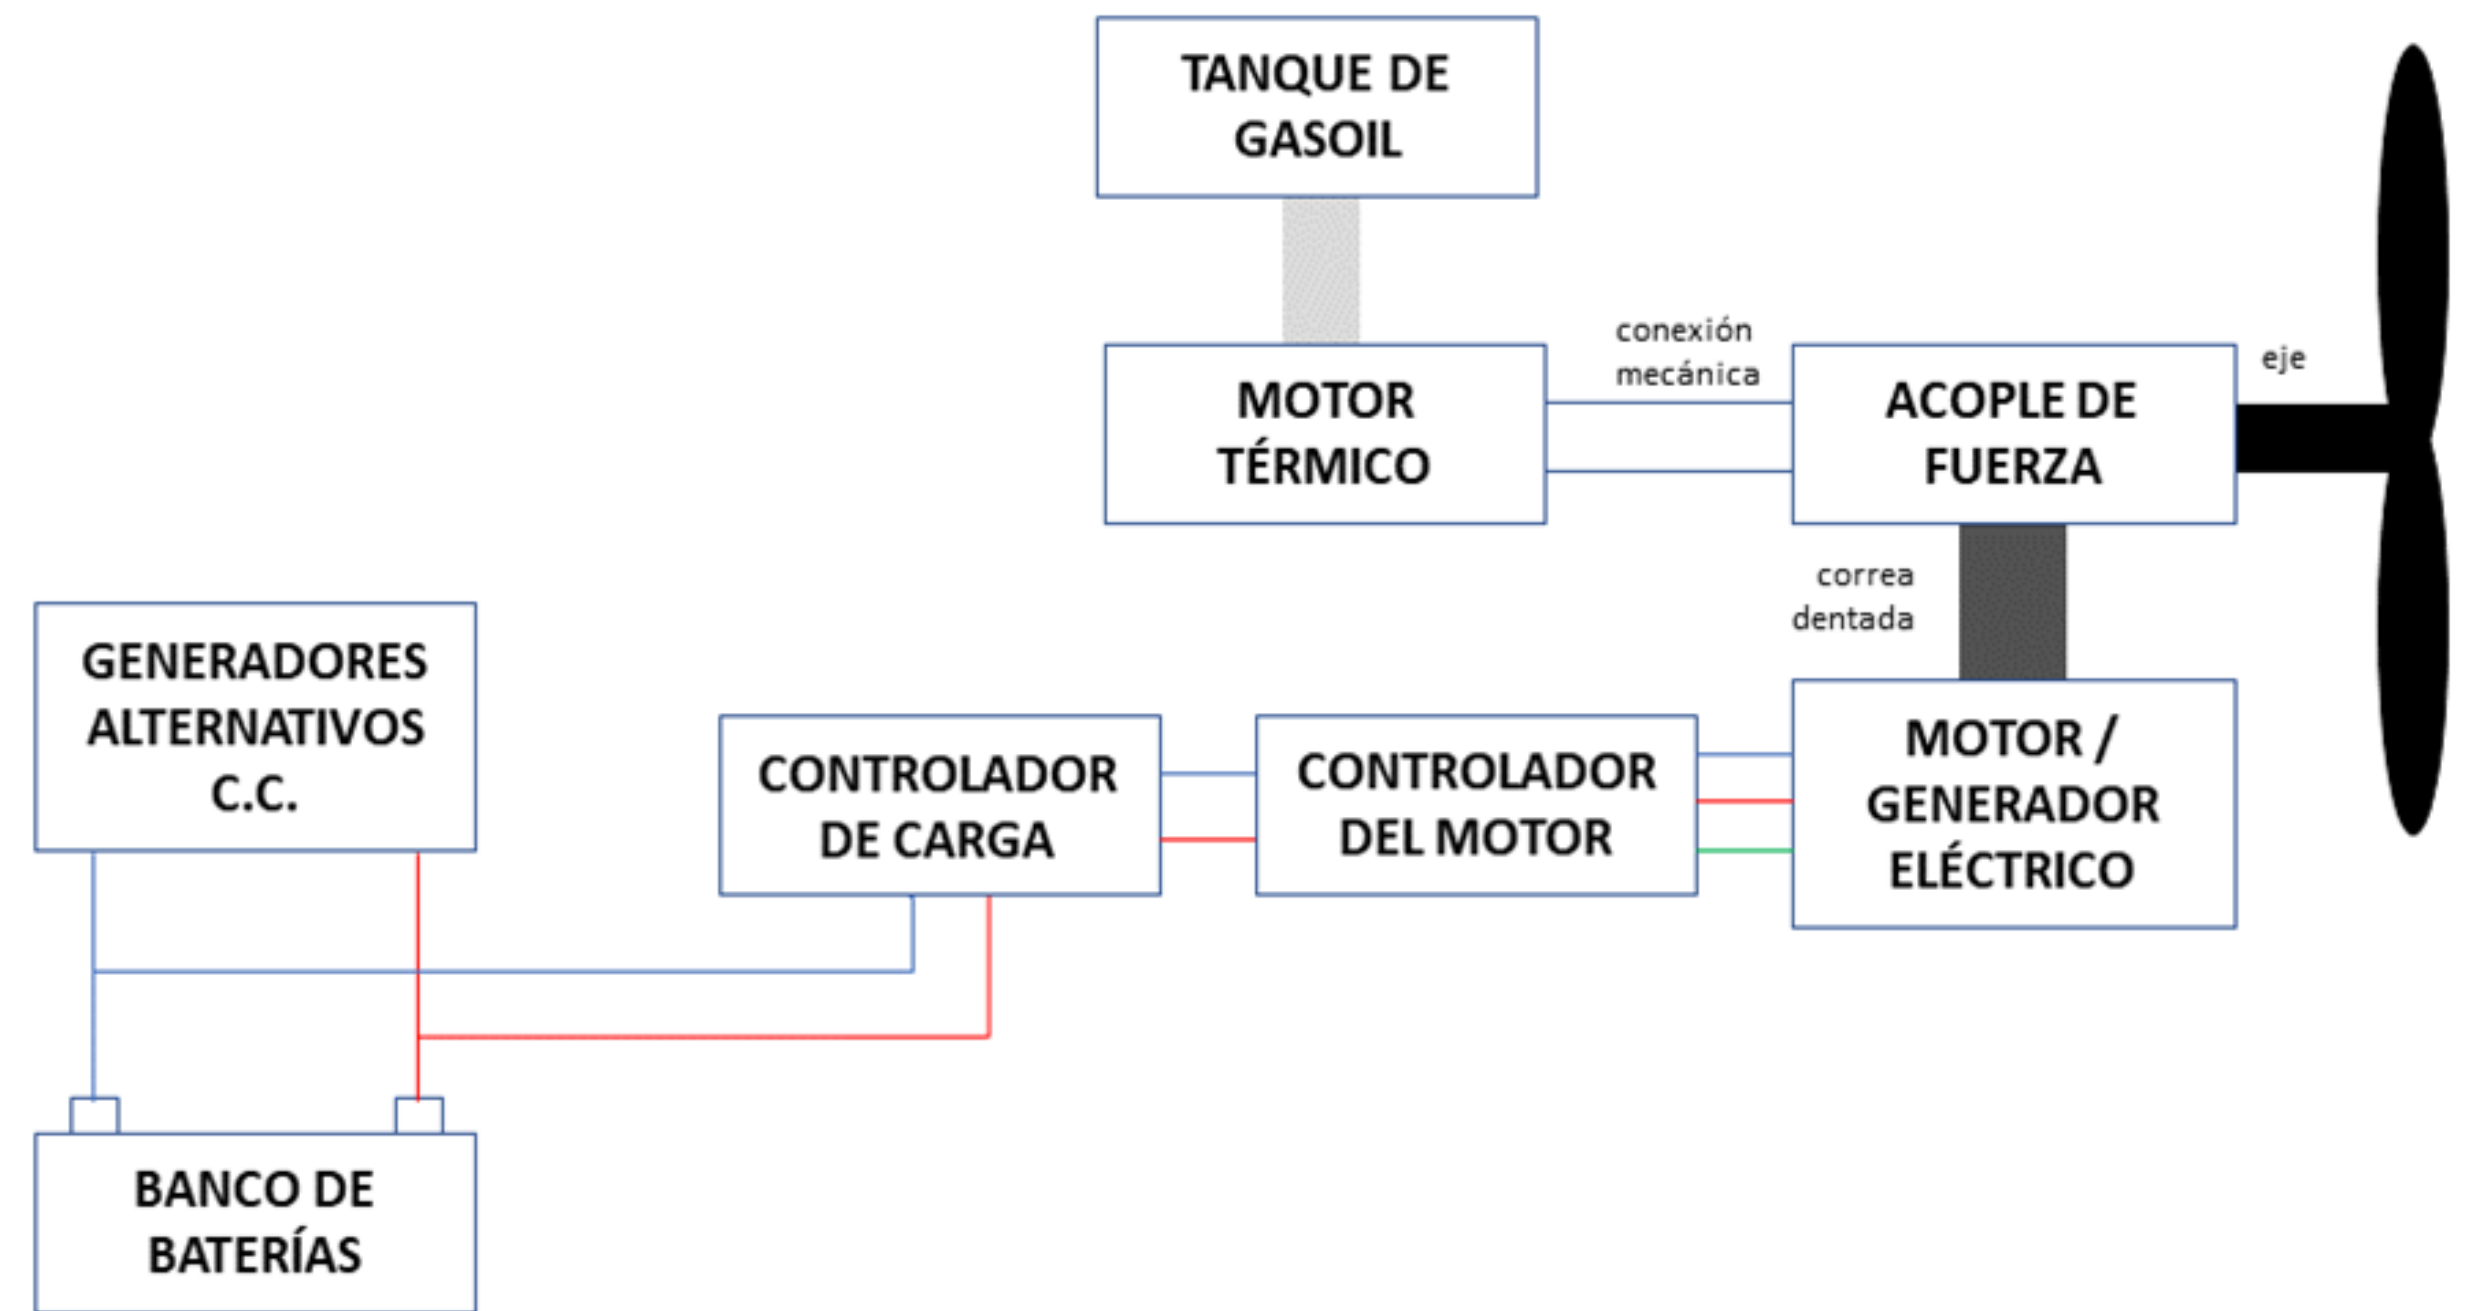 TANQUE DE
GASOIL
MOTOR
TÉRMICO
conexión
mecánica
ACOPLE DE
FUERZA
eje
correa
dentada
GENERADORES
ALTERNATIVOS
C.C.
CONTROLADOR
DE CARGA
CONTROLADOR
DEL MOTOR
MOTOR /
GENERADOR
ELÉCTRICO
BANCO DE
BATERÍAS